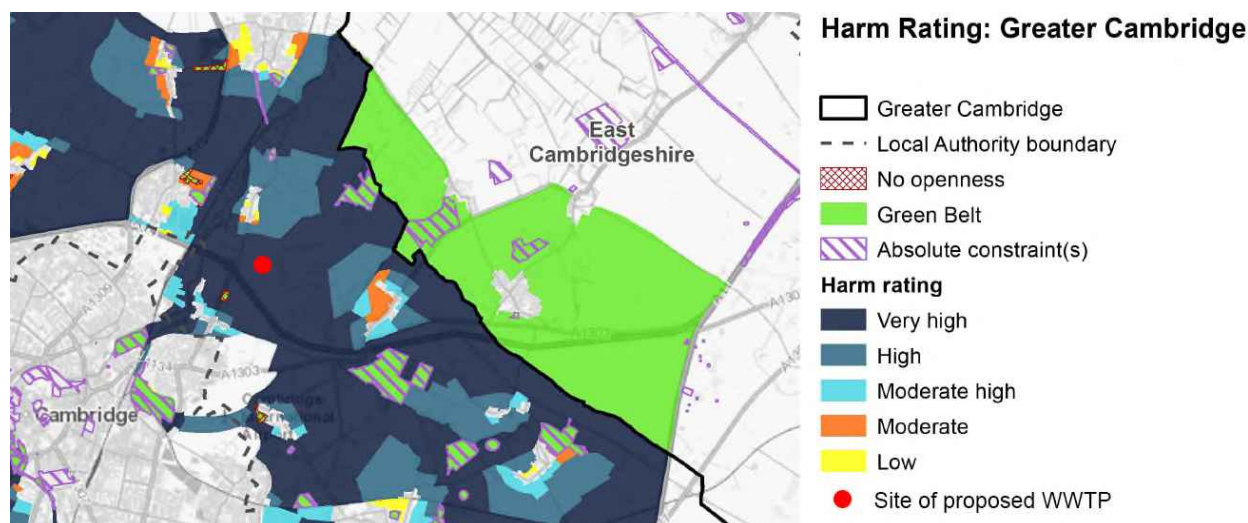 Harm Rating: Greater Cambridge
Greater Cambridge
Local Authority boundary
No openness
Green Belt
Absolute constraint(s)
Harm rating
Very high
High
Moderate high
Moderate
Low
Site of proposed WWTP
East
Cambridgeshire
A1309
A1303
Cambridge